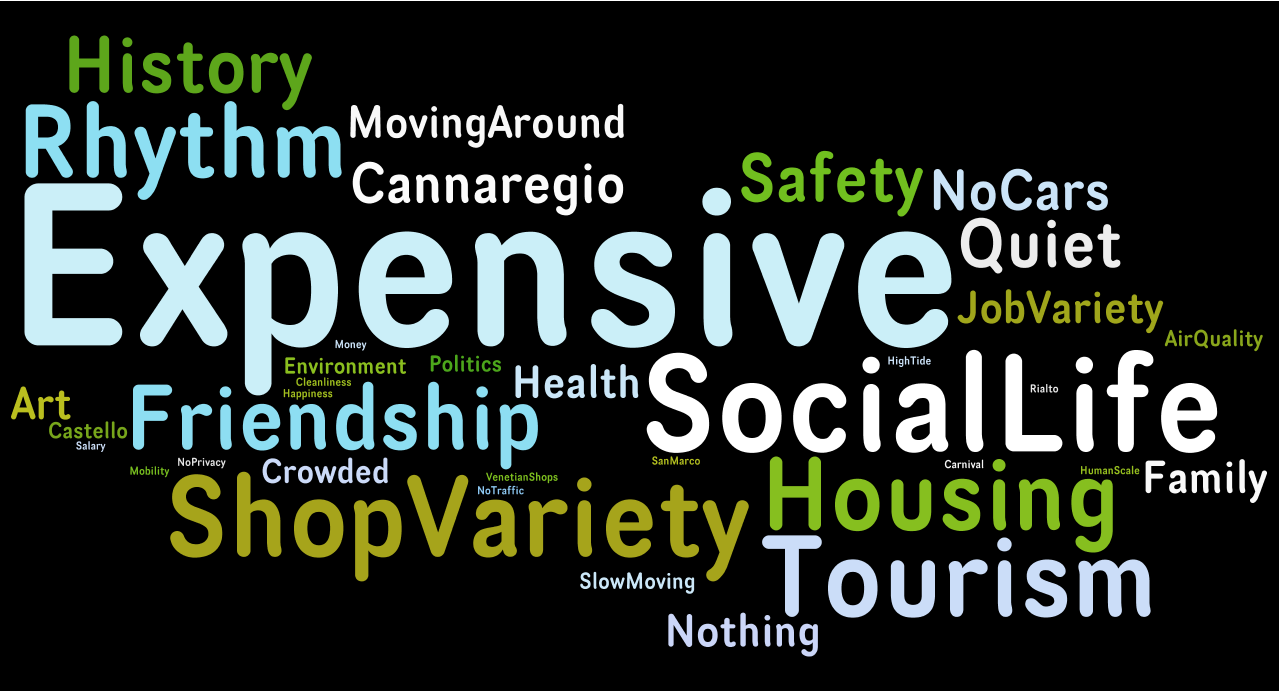 History
Rhythm
MovingAround
Cannaregio
Safety
NoCars
Expensive
Quiet
JobVariety
AirQuality
Money
Environment
Politics
HighTide
Cleanliness
Happiness
Health
SocialLife
Rialto
Art
Castello
Salary
Friendship
Mobility
NoPrivacy
Crowded
VenetianShops
NoTraffic
SanMarco
Carnival
HumanScale
Family
ShopVariety
Housing
Tourism
SlowMoving
Nothing